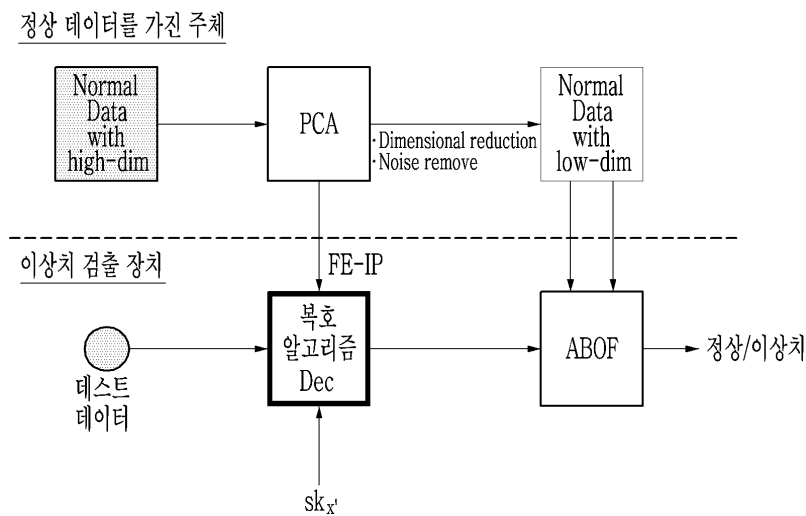 정상 데이터를 가진 주체
Normal
Data
with
high-dim
PCA
· Dimensional reduction
· Noise remove
Normal
Data
with
low-dim
이상치 검출 장치
FE-IP
테스트
데이터
복호
알고리즘
Dec
ABOF
정상/이상치
skx'